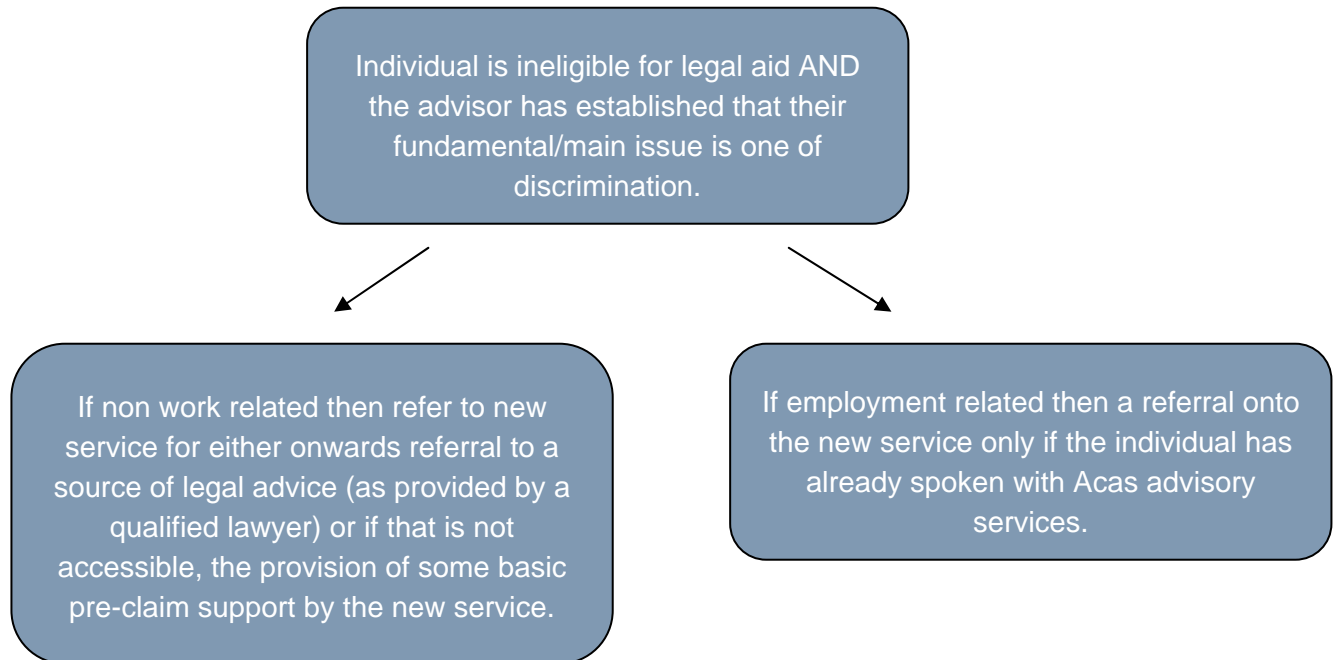 Individual is ineligible for legal aid AND
the advisor has established that their
fundamental/main issue is one of
discrimination.
If non work related then refer to new
service for either onwards referral to a
source of legal advice (as provided by a
qualified lawyer) or if that is not
accessible, the provision of some basic
pre-claim support by the new service.
If employment related then a referral onto
the new service only if the individual has
already spoken with Acas advisory
services.